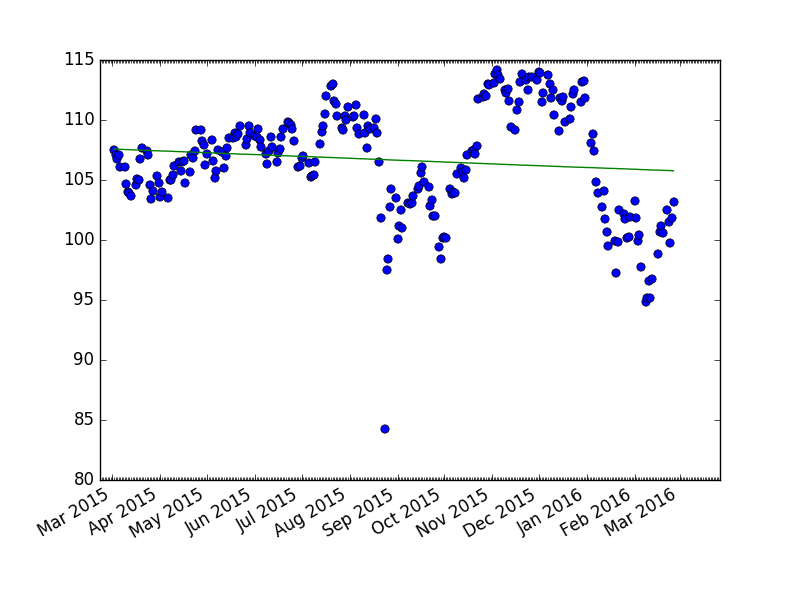 115
110
105
100
95
90
85
80
Mar 2015
Apr 2015
May 2015
Jun 2015
Jul 2015
Aug 2015
Sep 2015
Oct 2015
Nov 2015
Dec 2015
Jan 2016
Feb 2016
Mar 2016